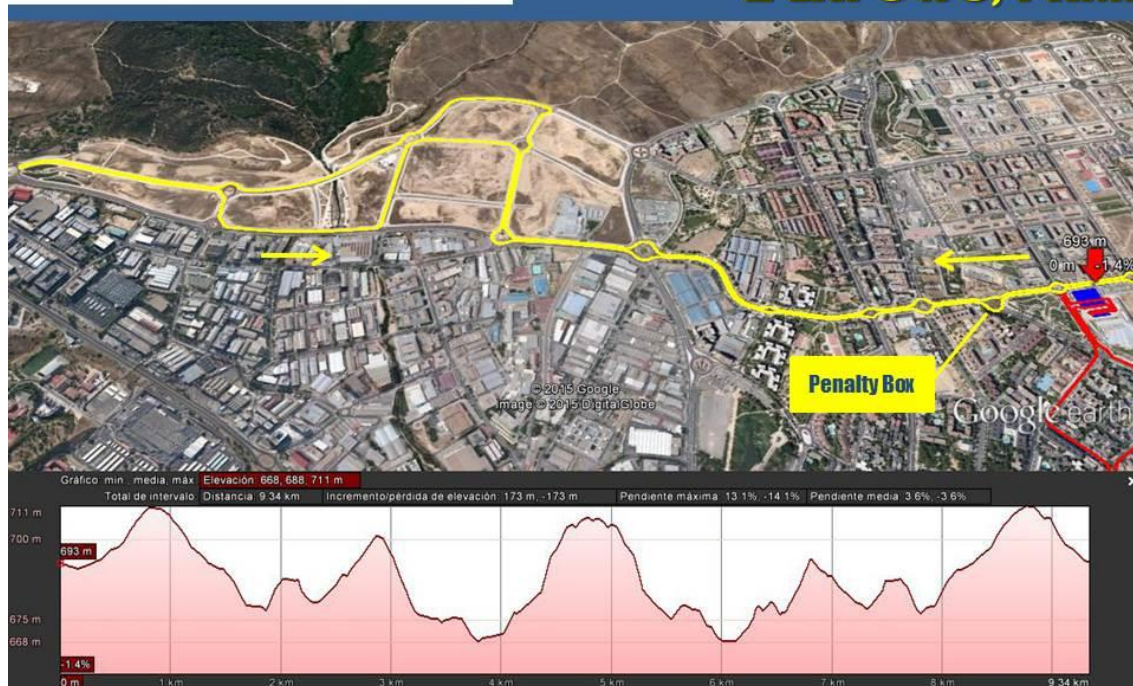 693 m
0 m -1.4%
Penalty Box
© 2015 Google
Image © 2015 DigitalGlobe
Google earth
Gráfico: mín., media, máx. Elevación: 668, 688, 711 m
Total de intervalo: Distancia: 9.34 km Incremento/pérdida de elevación: 173 m, -173 m Pendiente máxima: 13.1%, -14.1% Pendiente media: 3.6%, -3.6%
711 m
700 m
693 m
675 m
668 m
-1.4%
0 m 1 km 2 km 3 km 4 km 5 km 6 km 7 km 8 km 9.34 km